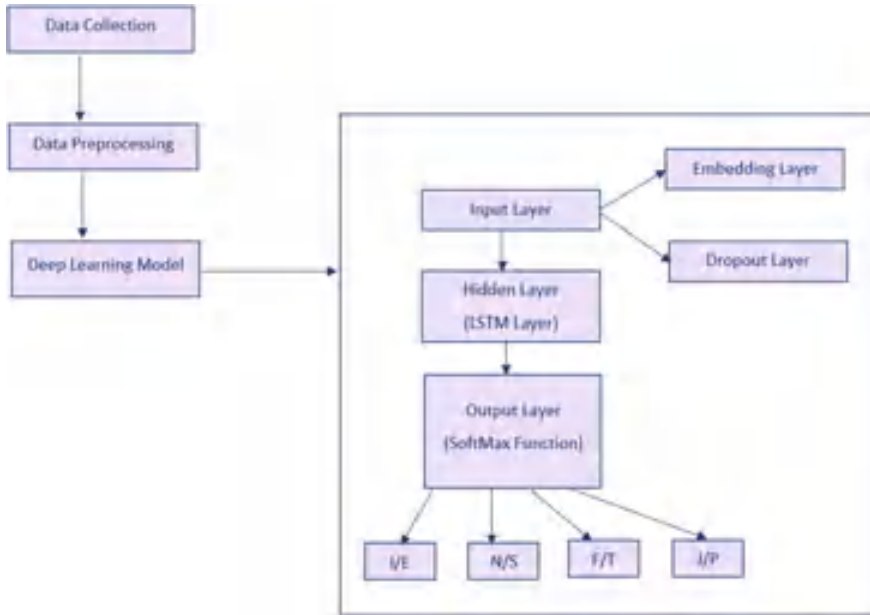 Data Collection
Data Preprocessing
Deep Learning Model
Embedding Layer
Input Layer
Dropout Layer
Hidden Layer
(LSTM Layer)
Output Layer
(SoftMax Function)
I/E
N/S
F/T
J/P